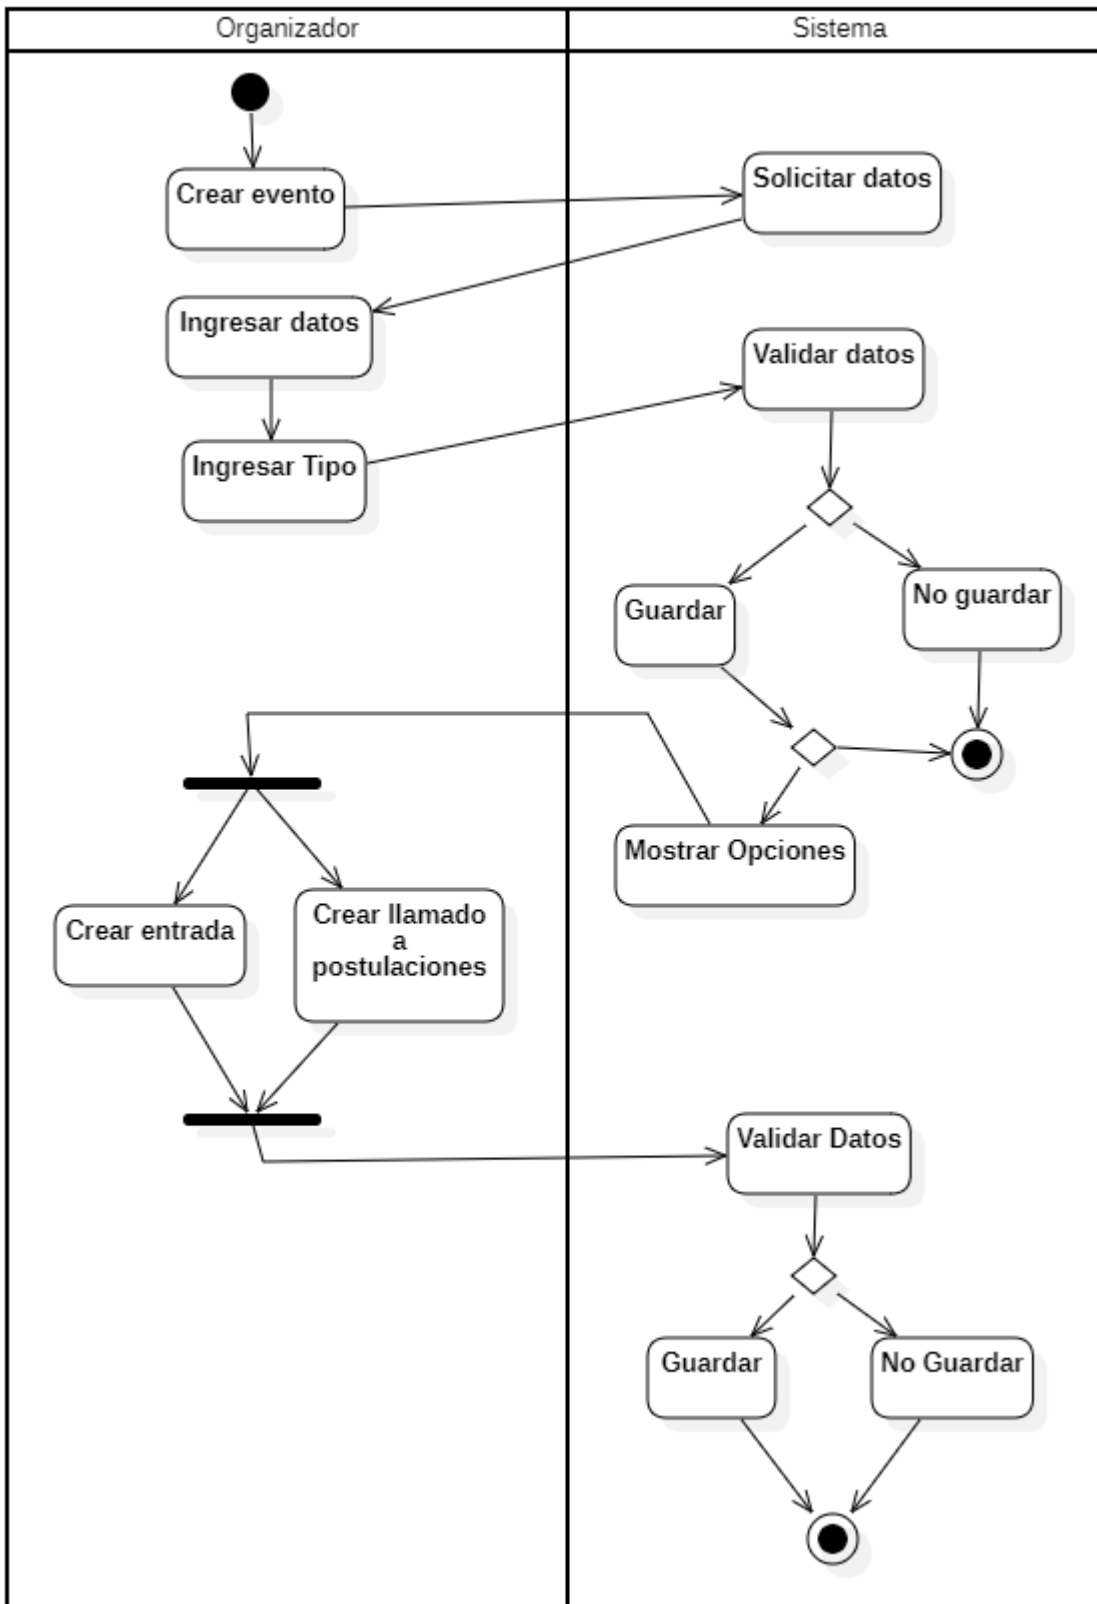 Organizador
Sistema
Crear evento
Solicitar datos
Ingresar datos
Validar datos
Ingresar Tipo
Guardar
No guardar
Mostrar Opciones
Crear entrada
Crear llamado
a
postulaciones
Validar Datos
Guardar
No Guardar